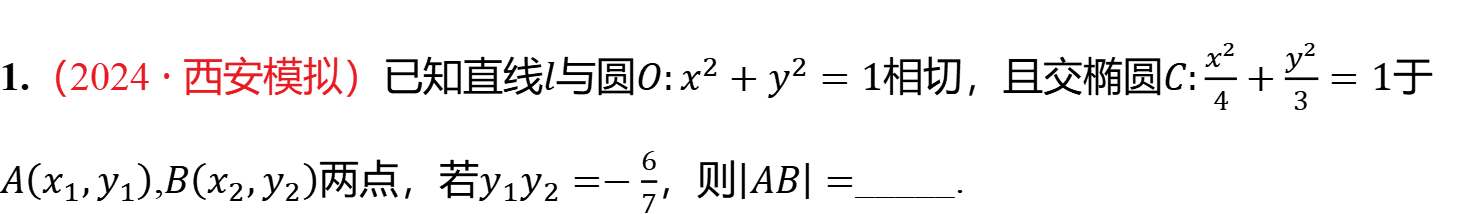 1.（2024 · 西安模拟）已知直线l与圆O: x² + y² = 1相切，且交椭圆C: x²/4 + y²/3 = 1于
A(x₁, y₁),B(x₂, y₂)两点，若y₁y₂ =− 6/7，则|AB| =_____.